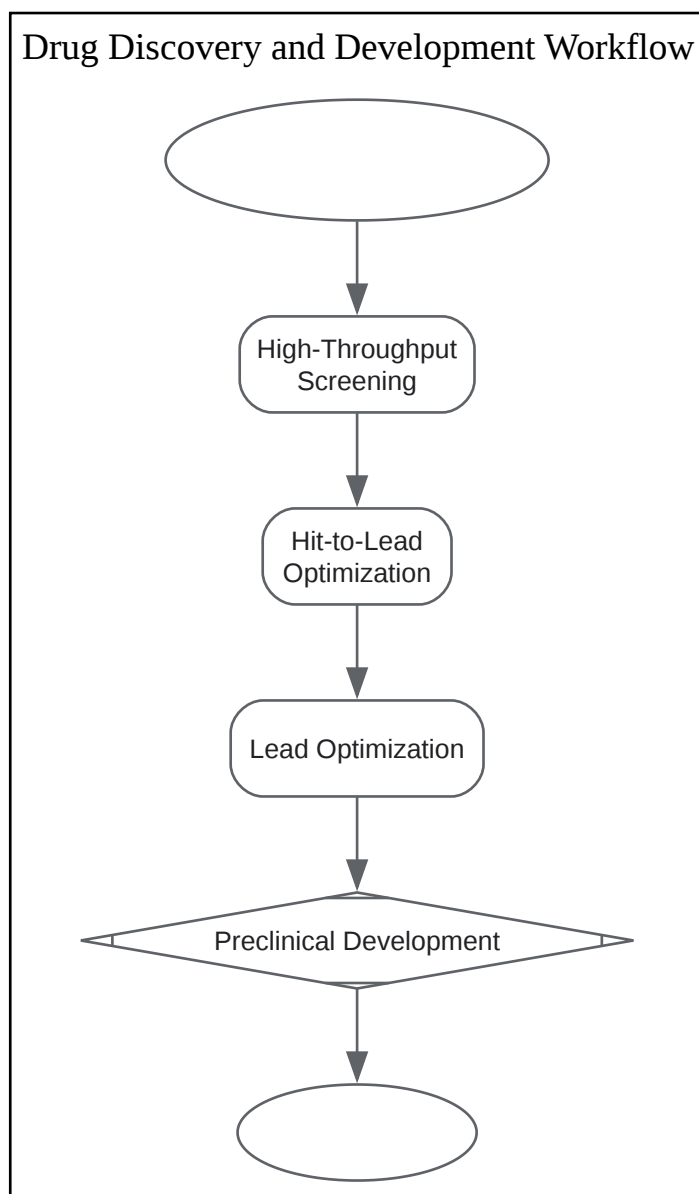 Drug Discovery and Development Workflow
High-Throughput
Screening
Hit-to-Lead
Optimization
Lead Optimization
Preclinical Development